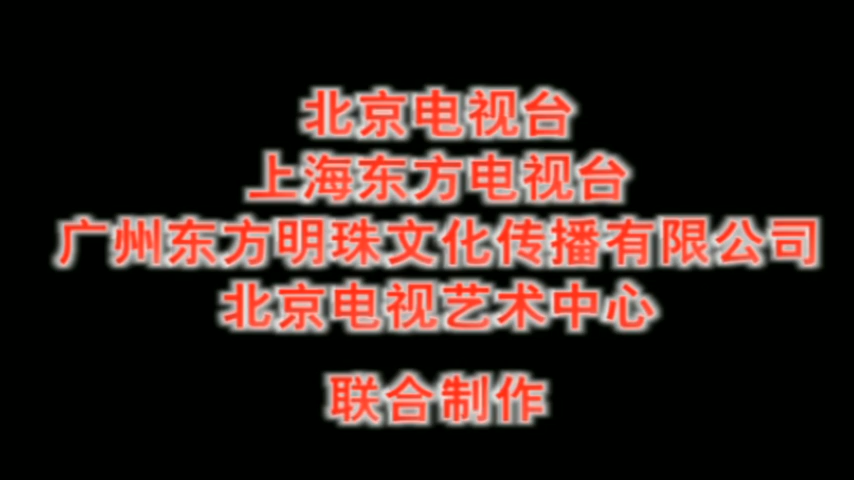 北京电视台
上海东方电视台
广州东方明珠文化传播有限公司
北京电视艺术中心
联合制作